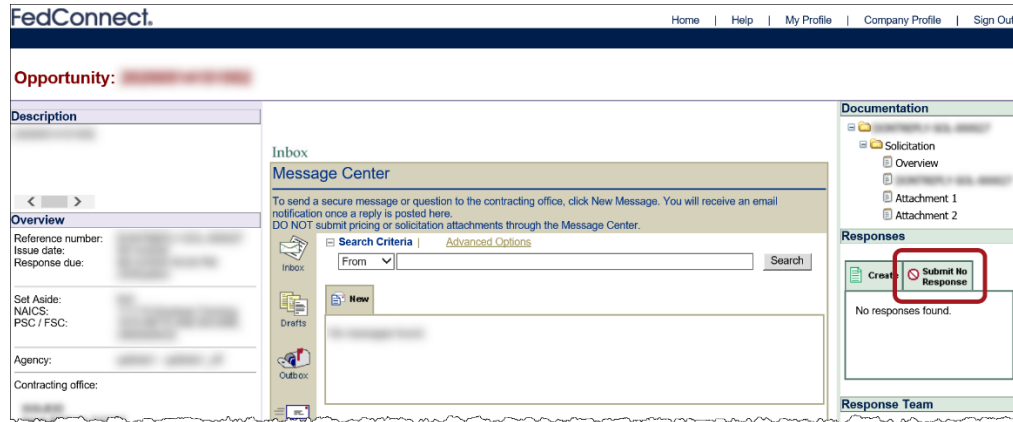 FedConnect.
Home | Help | My Profile | Company Profile | Sign Out
Opportunity:
Description
Overview
Reference number:
Issue date:
Response due:
Set Aside:
NAICS:
PSC / FSC:
Agency:
Contracting office:
Inbox
Message Center
To send a secure message or question to the contracting office, click New Message. You will receive an email
notification once a reply is posted here.
DO NOT submit pricing or solicitation attachments through the Message Center.
Inbox
Drafts
Outbox
Search Criteria | Advanced Options
From Search
New
Documentation
Solicitation
Overview
Attachment 1
Attachment 2
Responses
Create Submit No
Response
No responses found.
Response Team